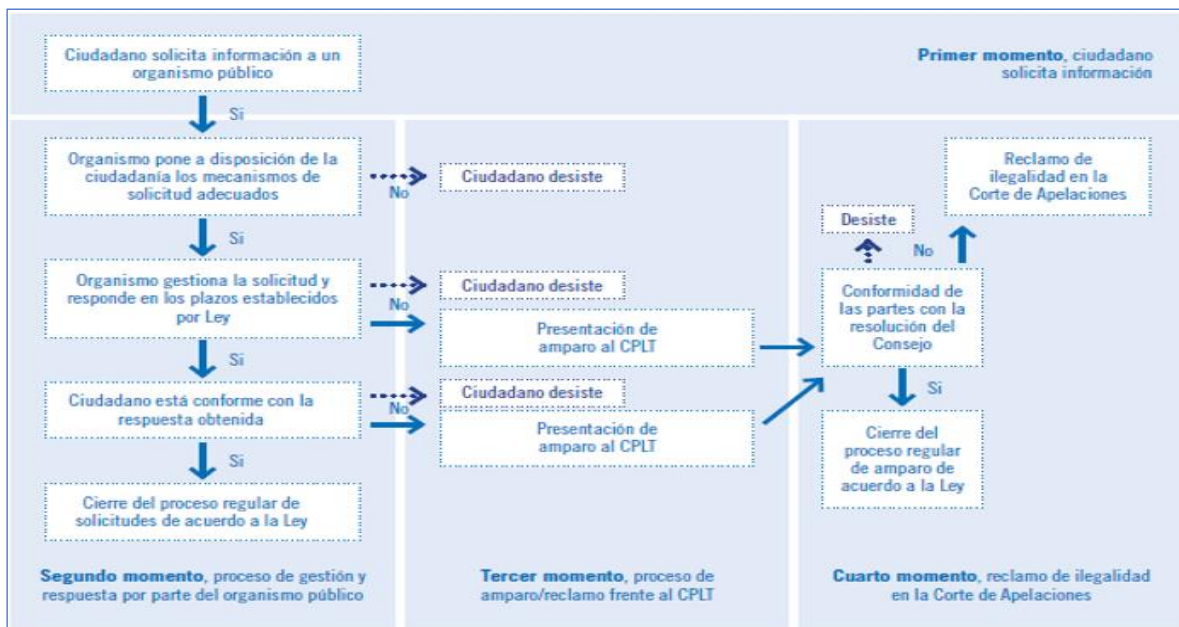 Ciudadano solicita información a un
organismo público
Primer momento, ciudadano
solicita información
Si
Organismo pone a disposición de la
ciudadanía los mecanismos de
solicitud adecuados
No
Ciudadano desiste
Reclamo de
ilegalidad en la
Corte de Apelaciones
Si
Desiste
No
Organismo gestiona la solicitud y
responde en los plazos establecidos
por Ley
No
Ciudadano desiste
Presentación de
amparo al CPLT
Conformidad de
las partes con la
resolución del
Consejo
Si
Ciudadano está conforme con la
respuesta obtenida
No
Ciudadano desiste
Presentación de
amparo al CPLT
Si
Cierre del
proceso regular
de amparo de
acuerdo a la Ley
Si
Cierre del proceso regular de
solicitudes de acuerdo a la Ley
Segundo momento, proceso de gestión y
respuesta por parte del organismo público
Tercer momento, proceso de
amparo/reclamo frente al CPLT
Cuarto momento, reclamo de ilegalidad
en la Corte de Apelaciones